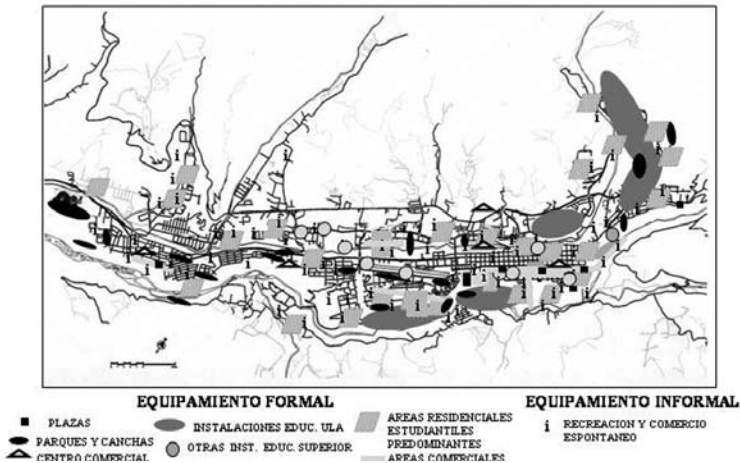 EQUIPAMIENTO FORMAL
PLAZAS
PARQUES Y CANCHAS
CENTRO COMERCIAL
INSTALACIONES EDUC. ULA
OTRAS INST. EDUC. SUPERIOR
AREAS RESIDENCIALES
ESTUDIANTILES
PREDOMINANTES
AREAS COMERCIALES
EQUIPAMIENTO INFORMAL
i RECREACION Y COMERCIO
ESPONTANEO